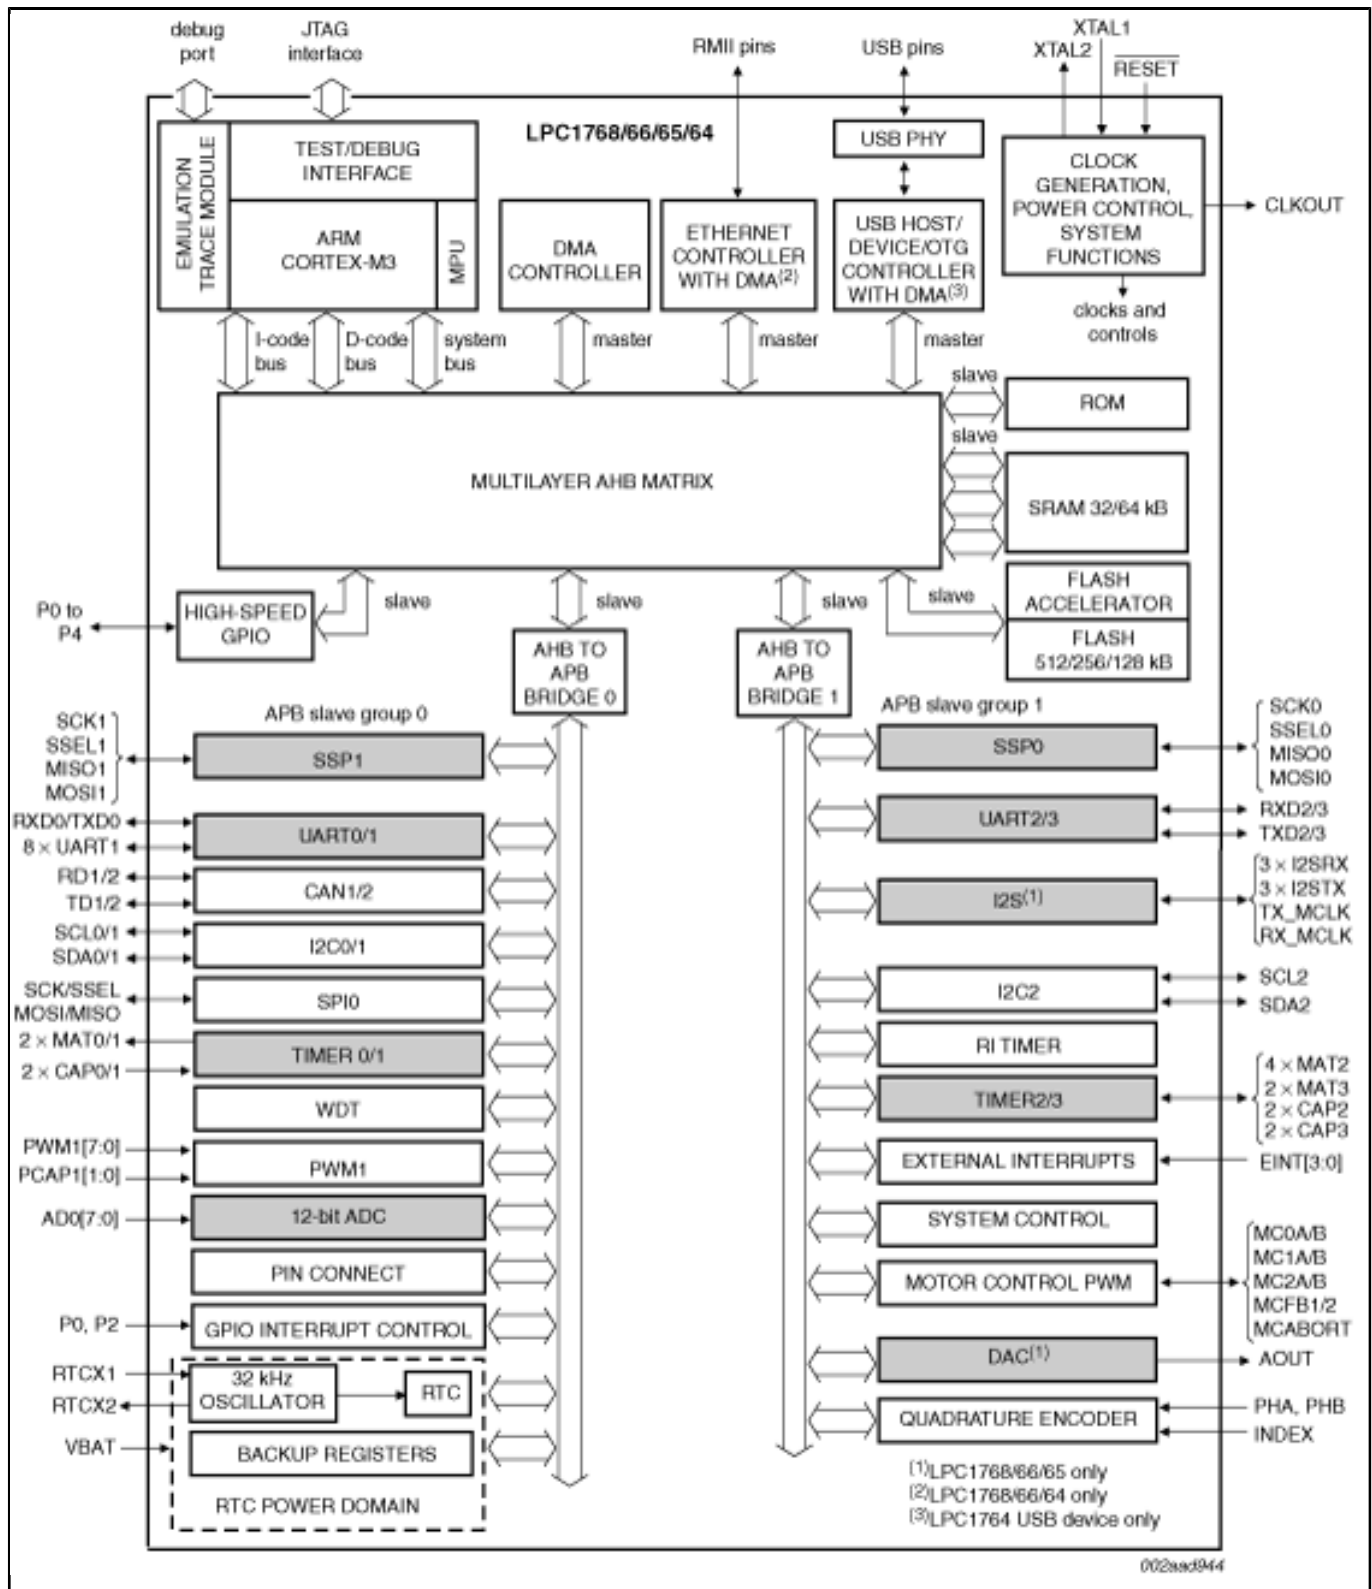 debug
port
JTAG
interface
RMII pins
USB pins
XTAL1
XTAL2
RESET
LPC1768/66/65/64
EMULATION
TRACE MODULE
TEST/DEBUG
INTERFACE
ARM
CORTEX-M3
MPU
DMA
CONTROLLER
ETHERNET
CONTROLLER
WITH DMA(2)
USB PHY
USB HOST/
DEVICE/OTG
CONTROLLER
WITH DMA(3)
CLOCK
GENERATION,
POWER CONTROL,
SYSTEM
FUNCTIONS
CLKOUT
clocks and
controls
I-code
bus
D-code
bus
system
bus
master
master
master
slave
ROM
slave
MULTILAYER AHB MATRIX
SRAM 32/64 kB
P0 to
P4
HIGH-SPEED
GPIO
slave
slave
slave
slave
FLASH
ACCELERATOR
FLASH
512/256/128 kB
AHB TO
APB
BRIDGE 0
AHB TO
APB
BRIDGE 1
APB slave group 0
SCK1
SSEL1
MISO1
MOSI1
SSP1
RXD0/TXD0
8 × UART1
UART0/1
RD1/2
TD1/2
CAN1/2
SCL0/1
SDA0/1
I2C0/1
SCK/SSEL
MOSI/MISO
SPI0
2 × MAT0/1
2 × CAP0/1
TIMER 0/1
WDT
PWM1[7:0]
PCAP1[1:0]
PWM1
AD0[7:0]
12-bit ADC
PIN CONNECT
P0, P2
GPIO INTERRUPT CONTROL
RTCX1
RTCX2
32 kHz
OSCILLATOR
RTC
VBAT
BACKUP REGISTERS
RTC POWER DOMAIN
APB slave group 1
SSP0
SCK0
SSEL0
MISO0
MOSI0
UART2/3
RXD2/3
TXD2/3
I2S(1)
3 × I2SRX
3 × I2STX
TX_MCLK
RX_MCLK
I2C2
SCL2
SDA2
RI TIMER
TIMER2/3
4 × MAT2
2 × MAT3
2 × CAP2
2 × CAP3
EXTERNAL INTERRUPTS
EINT[3:0]
SYSTEM CONTROL
MOTOR CONTROL PWM
MC0A/B
MC1A/B
MC2A/B
MCFB1/2
MCABORT
DAC(1)
AOUT
QUADRATURE ENCODER
PHA, PHB
INDEX
(1)LPC1768/66/65 only
(2)LPC1768/66/64 only
(3)LPC1764 USB device only
002aad944